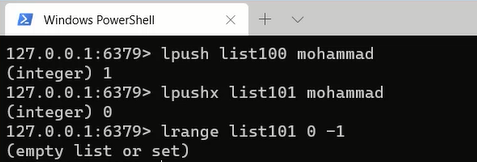 Windows PowerShell
127.0.0.1:6379> lpush list100 mohammad
(integer) 1
127.0.0.1:6379> lpushx list101 mohammad
(integer) 0
127.0.0.1:6379> lrange list101 0 -1
(empty list or set)